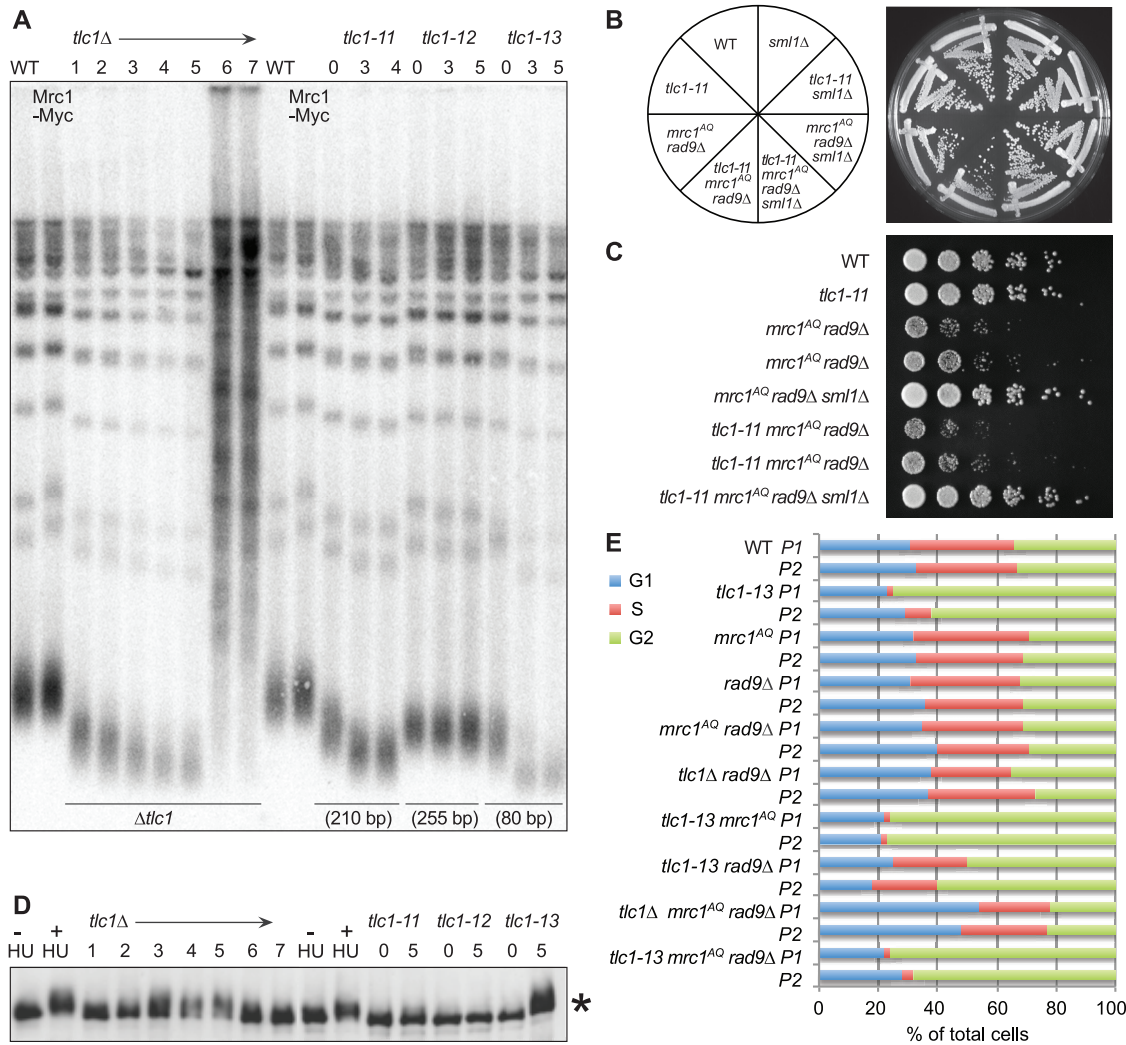 A
tlc1Δ tlc1-11 tlc1-12 tlc1-13
WT 1 2 3 4 5 6 7 WT 0 3 4 0 3 5 0 3 5
Mrc1
-Myc
Mrc1
-Myc
Δtlc1 (210 bp) (255 bp) (80 bp)
B
WT
sml1Δ
tlc1-11
tlc1-11
sml1Δ
mrc1AQ
rad9Δ
mrc1AQ
rad9Δ
sml1Δ
tlc1-11
mrc1AQ
rad9Δ
tlc1-11
mrc1AQ
rad9Δ
sml1Δ
C
WT
tlc1-11
mrc1AQ rad9Δ
mrc1AQ rad9Δ
mrc1AQ rad9Δ sml1Δ
tlc1-11 mrc1AQ rad9Δ
tlc1-11 mrc1AQ rad9Δ
tlc1-11 mrc1AQ rad9Δ sml1Δ
D
- + tlc1Δ - + tlc1-11 tlc1-12 tlc1-13
HU HU 1 2 3 4 5 6 7 HU HU 0 5 0 5 0 5
*
E
G1
S
G2
WT P1
P2
tlc1-13 P1
P2
mrc1AQ P1
P2
rad9Δ P1
P2
mrc1AQ rad9Δ P1
P2
tlc1Δ rad9Δ P1
P2
tlc1-13 mrc1AQ P1
P2
tlc1-13 rad9Δ P1
P2
tlc1Δ mrc1AQ rad9Δ P1
P2
tlc1-13 mrc1AQ rad9Δ P1
P2
0 20 40 60 80 100
% of total cells